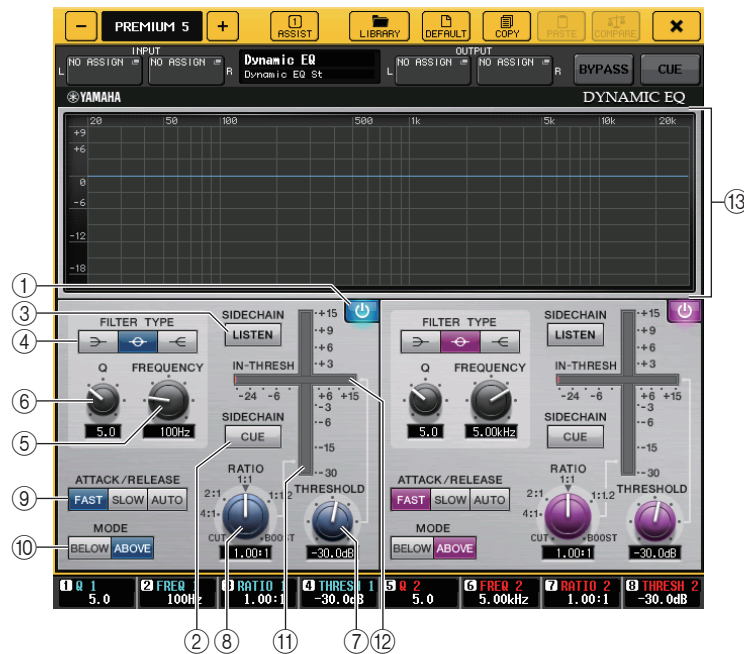 PREMIUM 5
1 ASSIST LIBRARY DEFAULT COPY PASTE COMPARE
INPUT OUTPUT
L NO ASSIGN NO ASSIGN R Dynamic EQ L NO ASSIGN NO ASSIGN R BYPASS CUE
Dynamic EQ St
YAMAHA DYNAMIC EQ
20 50 100 500 1k 5k 10k 20k
+9
+6
0
-6
-12
-18
⑬
①
③
④
⑥
⑤
⑨
⑩
FILTER TYPE
SIDECHAIN
LISTEN
+15
+9
+6
+3
Q FREQUENCY
5.0 100Hz
IN-THRESH
-24 -6 +6 +15
-3
-6
-15
-30
SIDECHAIN
CUE
ATTACK/RELEASE
FAST SLOW AUTO
MODE
BELOW ABOVE
RATIO
1:1
2:1 1:1.2
4:1
CUT BOOST
1.00:1
THRESHOLD
-30.0dB
FILTER TYPE
SIDECHAIN
LISTEN
+15
+9
+6
+3
Q FREQUENCY
5.0 5.00kHz
IN-THRESH
-24 -6 +6 +15
-3
-6
-15
-30
SIDECHAIN
CUE
ATTACK/RELEASE
FAST SLOW AUTO
MODE
BELOW ABOVE
RATIO
1:1
2:1 1:1.2
4:1
CUT BOOST
1.00:1
THRESHOLD
-30.0dB
1 Q 1 2 FREQ 1 3 RATIO 1 4 THRESH 1 5 Q 2 6 FREQ 2 7 RATIO 2 8 THRESH 2
5.0 100Hz 1.00:1 -30.0dB 5.0 5.00kHz 1.00:1 -30.0dB
② ⑧ ⑪ ⑦ ⑫